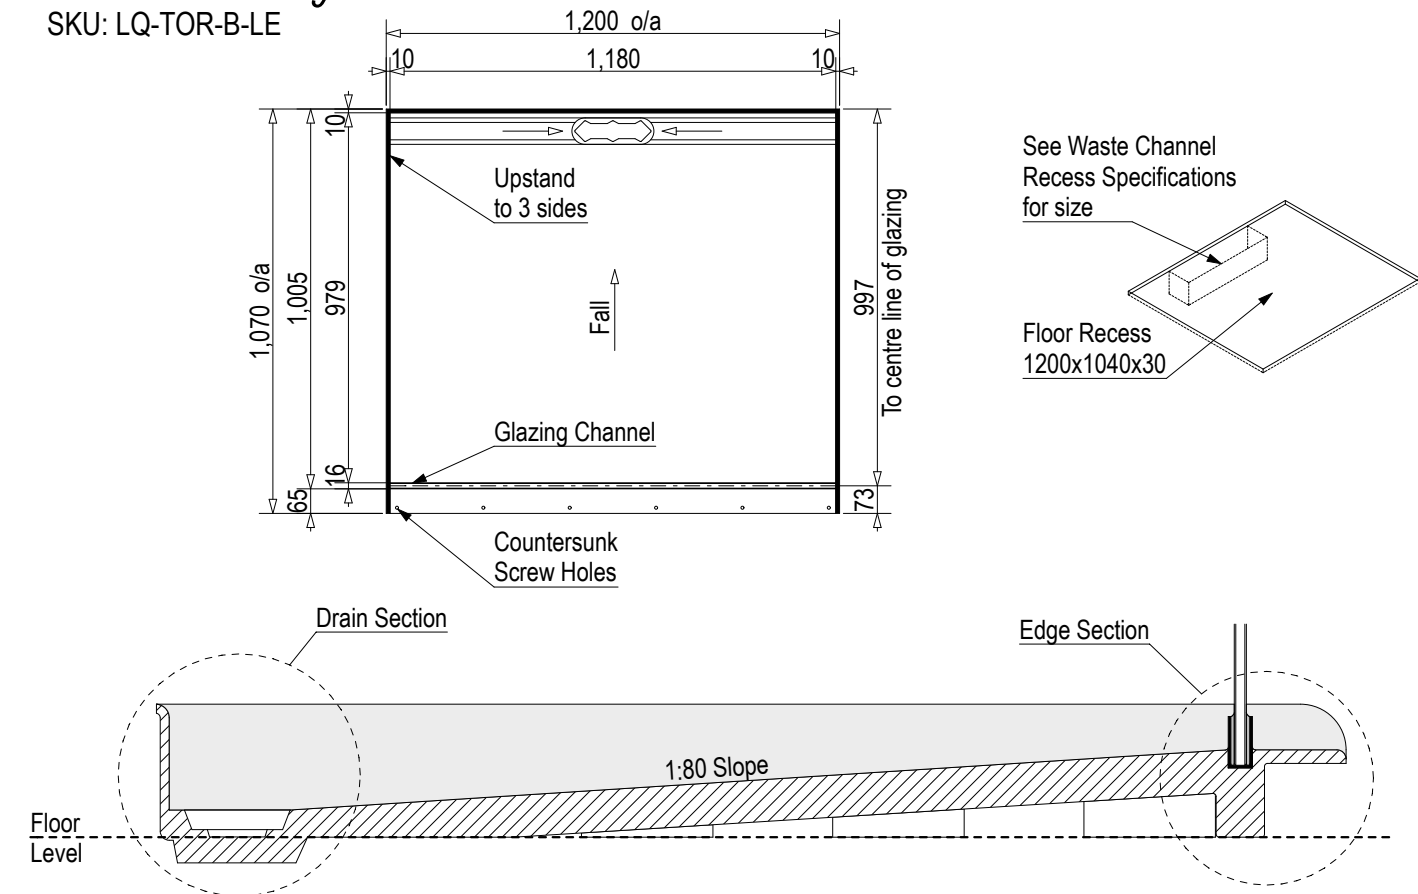 SKU: LQ-TOR-B-LE
1,200 o/a
10 1,180 10
10
Upstand
to 3 sides
1,070 o/a
1,005
979
Fall
997
To centre line of glazing
Glazing Channel
16
65
73
Countersunk
Screw Holes
See Waste Channel
Recess Specifications
for size
Floor Recess
1200x1040x30
Drain Section
Edge Section
1:80 Slope
Floor
Level